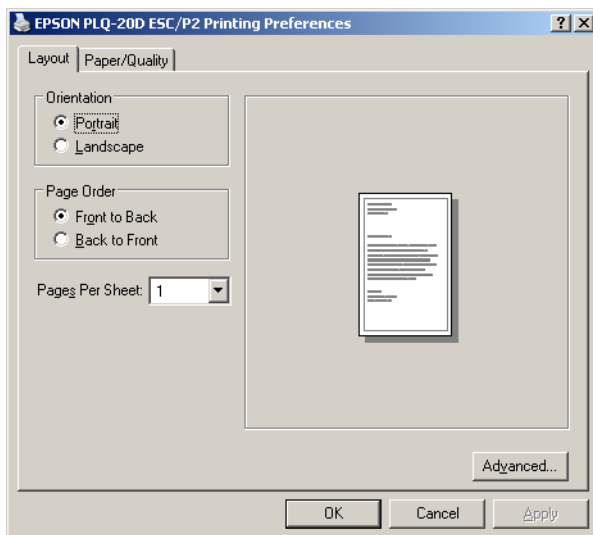 EPSON PLQ-20D ESC/P2 Printing Preferences
Layout
Paper/Quality
Orientation
Portrait
Landscape
Page Order
Front to Back
Back to Front
Pages Per Sheet: 1
Advanced...
OK
Cancel
Apply